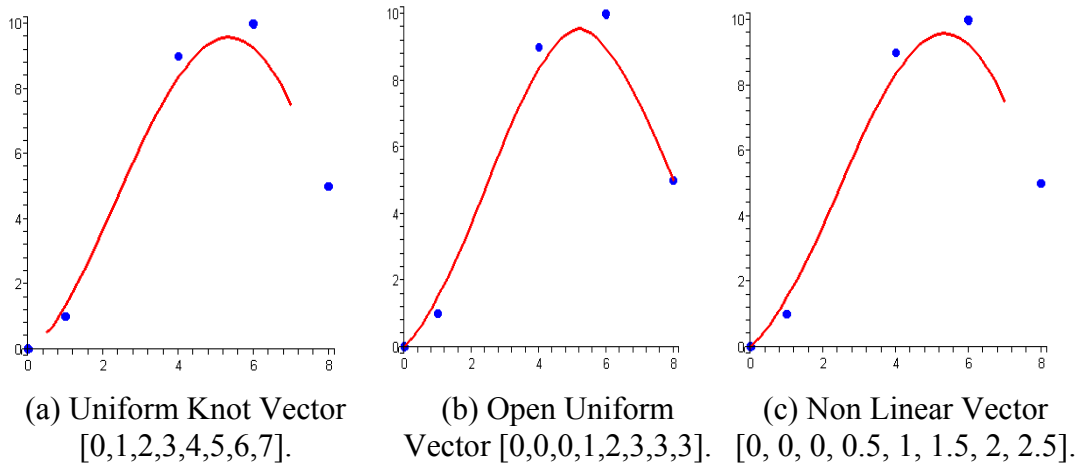 10
8
6
4
2
0
0 2 4 6 8
10
8
6
4
2
0
0 2 4 6 8
10
8
6
4
2
0
0 2 4 6 8
(a) Uniform Knot Vector
[0,1,2,3,4,5,6,7].
(b) Open Uniform
Vector [0,0,0,1,2,3,3,3].
(c) Non Linear Vector
[0, 0, 0, 0.5, 1, 1.5, 2, 2.5].